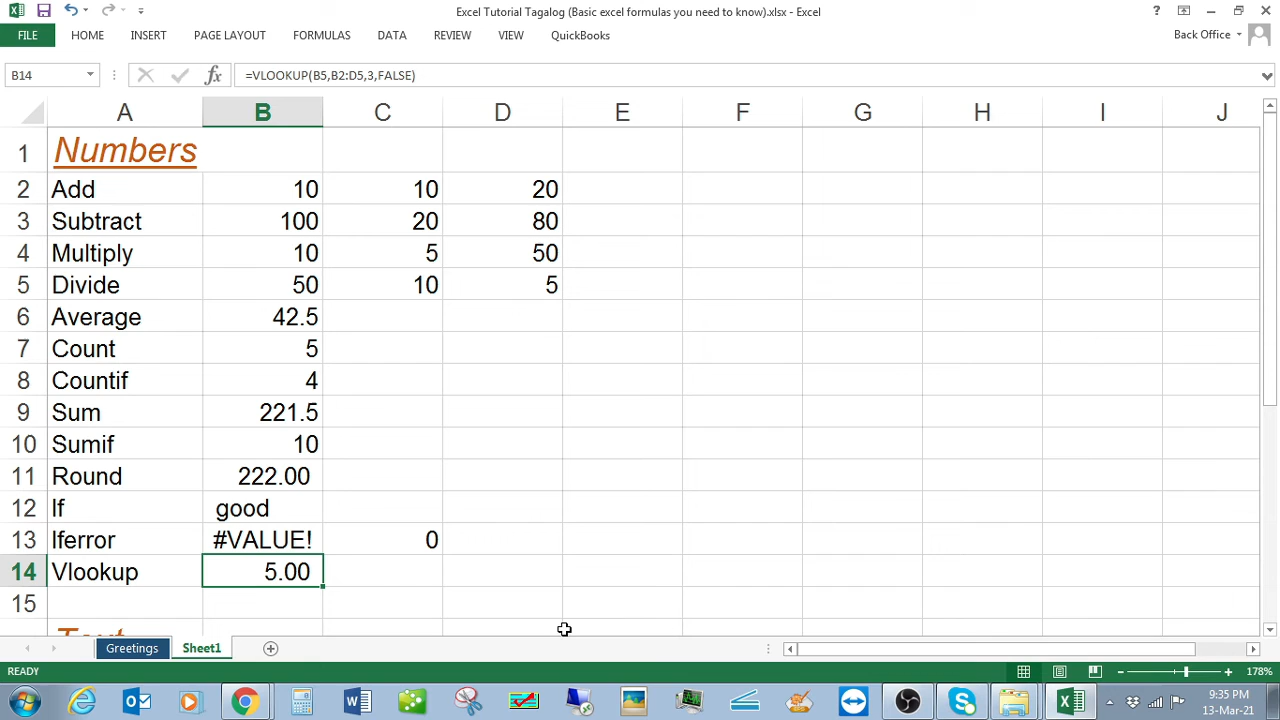 Excel Tutorial Tagalog (Basic excel formulas you need to know).xlsx - Excel
FILE HOME INSERT PAGE LAYOUT FORMULAS DATA REVIEW VIEW QuickBooks Back Office
B14 fx =VLOOKUP(B5,B2:D5,3,FALSE)
A B C D E F G H I J
1 Numbers
2 Add 10 10 20
3 Subtract 100 20 80
4 Multiply 10 5 50
5 Divide 50 10 5
6 Average 42.5
7 Count 5
8 Countif 4
9 Sum 221.5
10 Sumif 10
11 Round 222.00
12 If good
13 Iferror #VALUE! 0
14 Vlookup 5.00
15
Text
Greetings Sheet1
READY 178%
9:35 PM
13-Mar-21